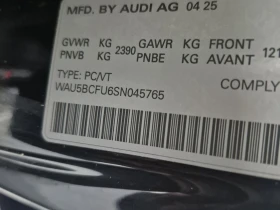 MFD. BY AUDI AG 04 25
GVWR KG 2390 GAWR KG FRONT
PNVB KG PNBE KG AVANT 121
TYPE: PC/VT
WAU5BCFU6SN045765
COMPLY